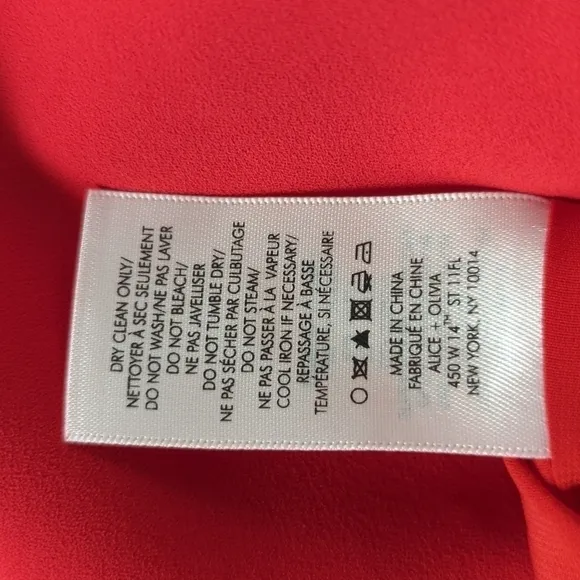 DRY CLEAN ONLY/
NETTOYER À SEC SEULEMENT
DO NOT WASH/NE PAS LAVER
DO NOT BLEACH/
NE PAS JAVELLISER
DO NOT TUMBLE DRY/
NE PAS SÉCHER PAR CULBUTAGE
DO NOT STEAM/
NE PAS PASSER À LA VAPEUR
COOL IRON IF NECESSARY/
REPASSAGE À BASSE
TEMPÉRATURE, SI NÉCESSAIRE
MADE IN CHINA
FABRIQUÉ EN CHINE
ALICE + OLIVIA
450 W 14TH ST 11FL
NEW YORK, NY 10014